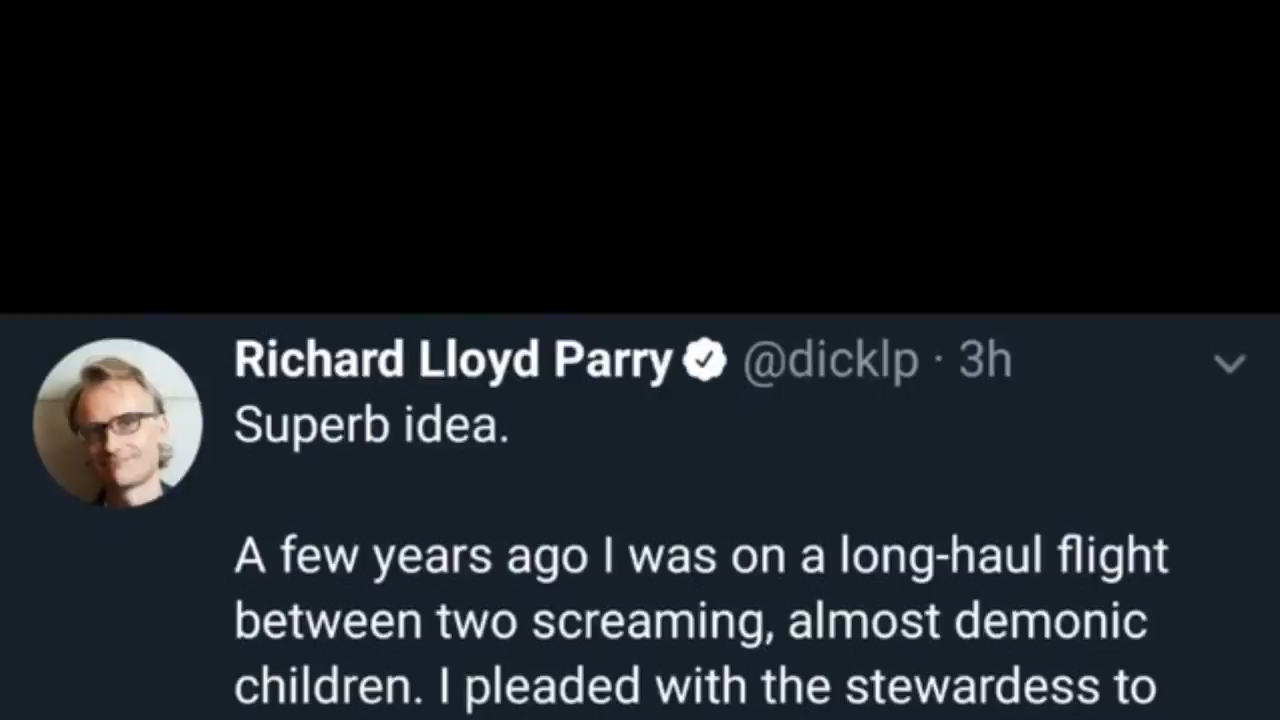 Richard Lloyd Parry @dicklp · 3h
Superb idea.
A few years ago I was on a long-haul flight
between two screaming, almost demonic
children. I pleaded with the stewardess to